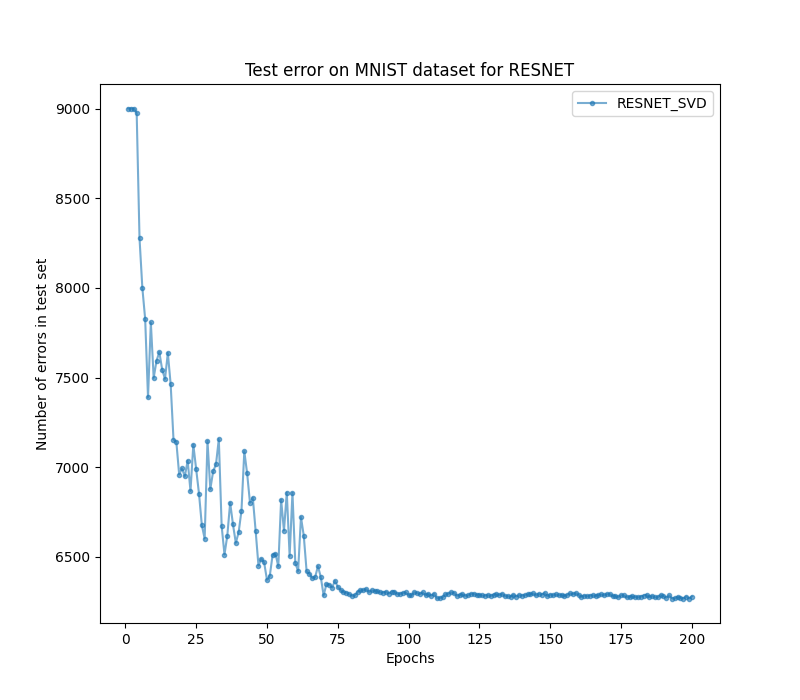 Test error on MNIST dataset for RESNET
RESNET_SVD
Number of errors in test set
9000
8500
8000
7500
7000
6500
0 25 50 75 100 125 150 175 200
Epochs